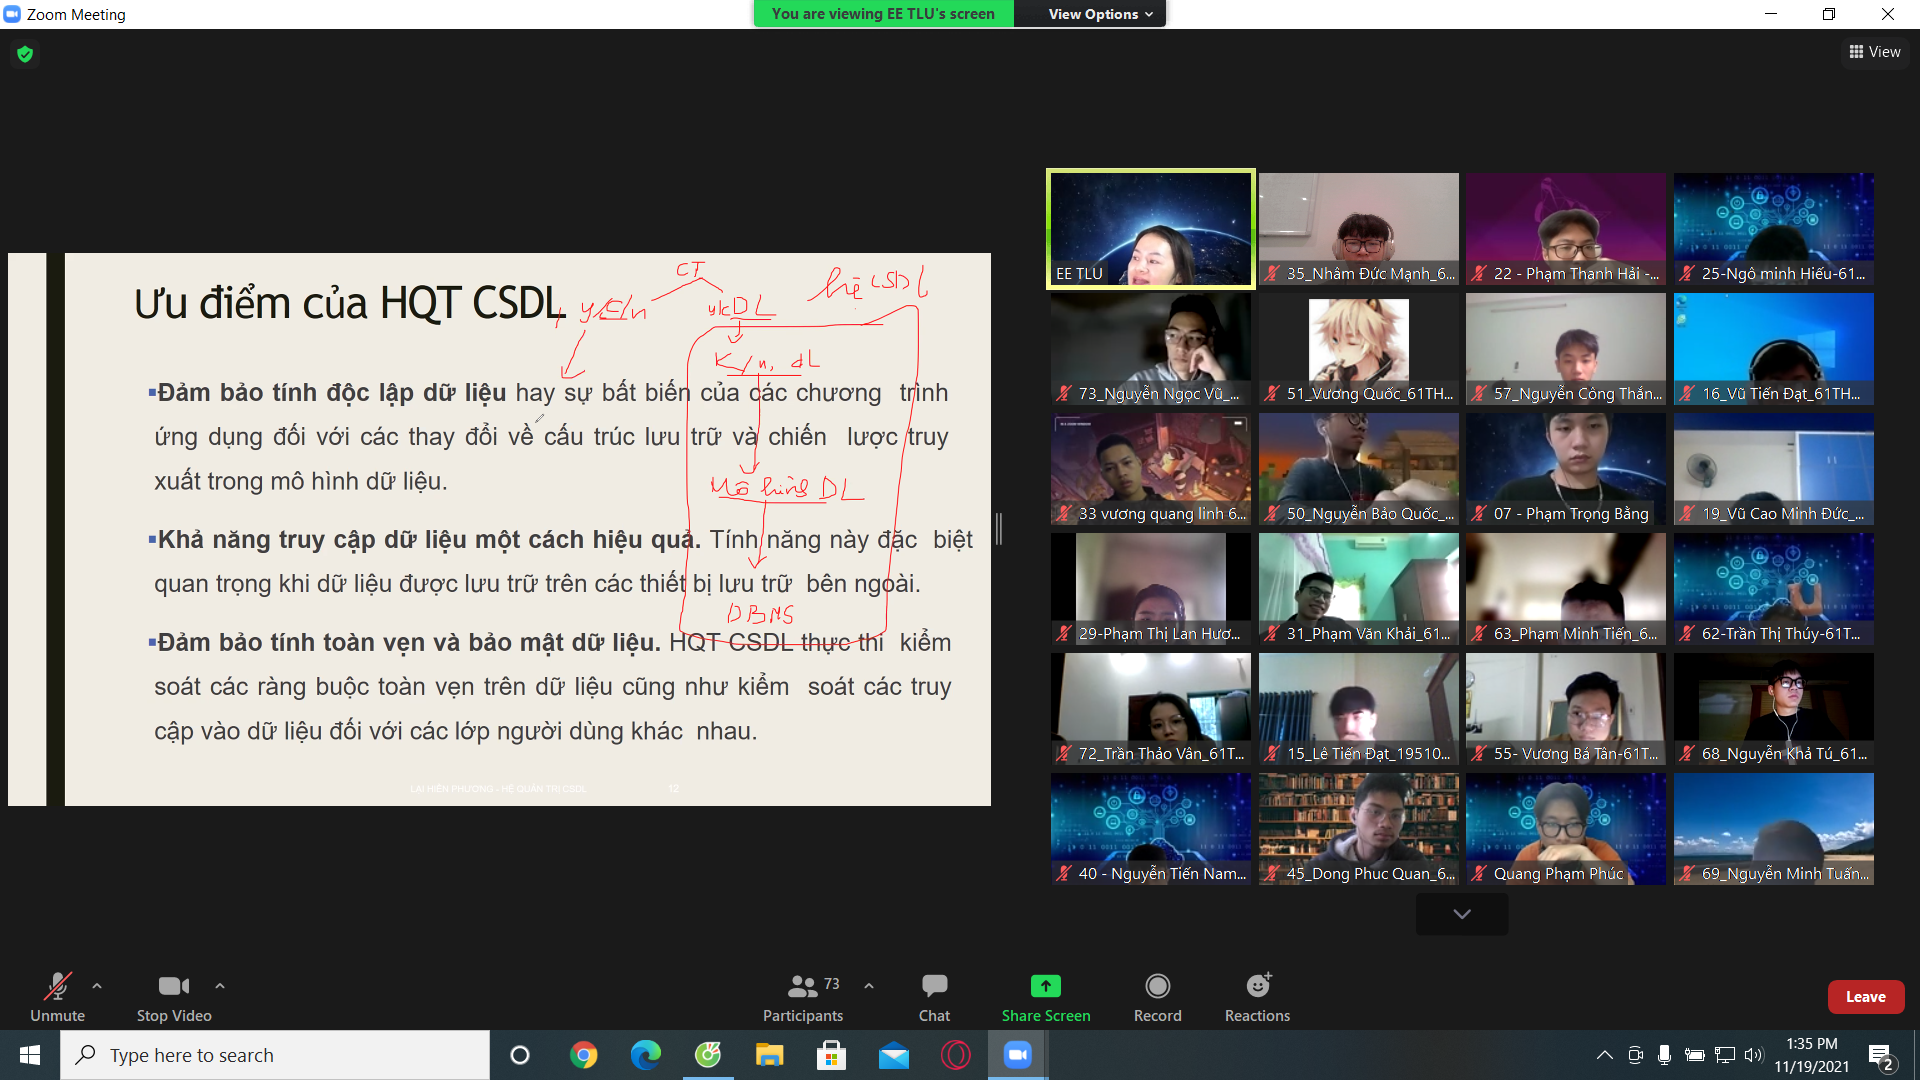 Zoom Meeting
You are viewing EE TLU's screen
View Options
View
Ưu điểm của HQT CSDL
CT
hệ CSDL
ykDL
K/n, dL
Mô hình DL
DBMS
▪Đảm bảo tính độc lập dữ liệu hay sự bất biến của các chương trình
ứng dụng đối với các thay đổi về cấu trúc lưu trữ và chiến lược truy
xuất trong mô hình dữ liệu.
▪Khả năng truy cập dữ liệu một cách hiệu quả. Tính năng này đặc biệt
quan trọng khi dữ liệu được lưu trữ trên các thiết bị lưu trữ bên ngoài.
▪Đảm bảo tính toàn vẹn và bảo mật dữ liệu. HQT CSDL thực thi kiểm
soát các ràng buộc toàn vẹn trên dữ liệu cũng như kiểm soát các truy
cập vào dữ liệu đối với các lớp người dùng khác nhau.
LẠI HIỀN PHƯƠNG - HỆ QUẢN TRỊ CSDL 12
EE TLU
35_Nhâm Đức Mạnh_6...
22 - Phạm Thanh Hải -...
25-Ngô minh Hiếu-61...
73_Nguyễn Ngọc Vũ_...
51_Vương Quốc_61TH...
57_Nguyễn Công Thắn...
16_Vũ Tiến Đạt_61TH...
33 vương quang linh 6...
50_Nguyễn Bảo Quốc_...
07 - Phạm Trọng Bằng
19_Vũ Cao Minh Đức_...
29-Phạm Thị Lan Hươ...
31_Phạm Văn Khải_61...
63_Phạm Minh Tiến_6...
62-Trần Thị Thúy-61T...
72_Trần Thảo Vân_61T...
15_Lê Tiến Đạt_19510...
55- Vương Bá Tân-61T...
68_Nguyễn Khả Tú_61...
40 - Nguyễn Tiến Nam...
45_Dong Phuc Quan_6...
Quang Phạm Phúc
69_Nguyễn Minh Tuấn...
Unmute
Stop Video
73
Participants
Chat
Share Screen
Record
Reactions
Leave
Type here to search
1:35 PM
11/19/2021
2